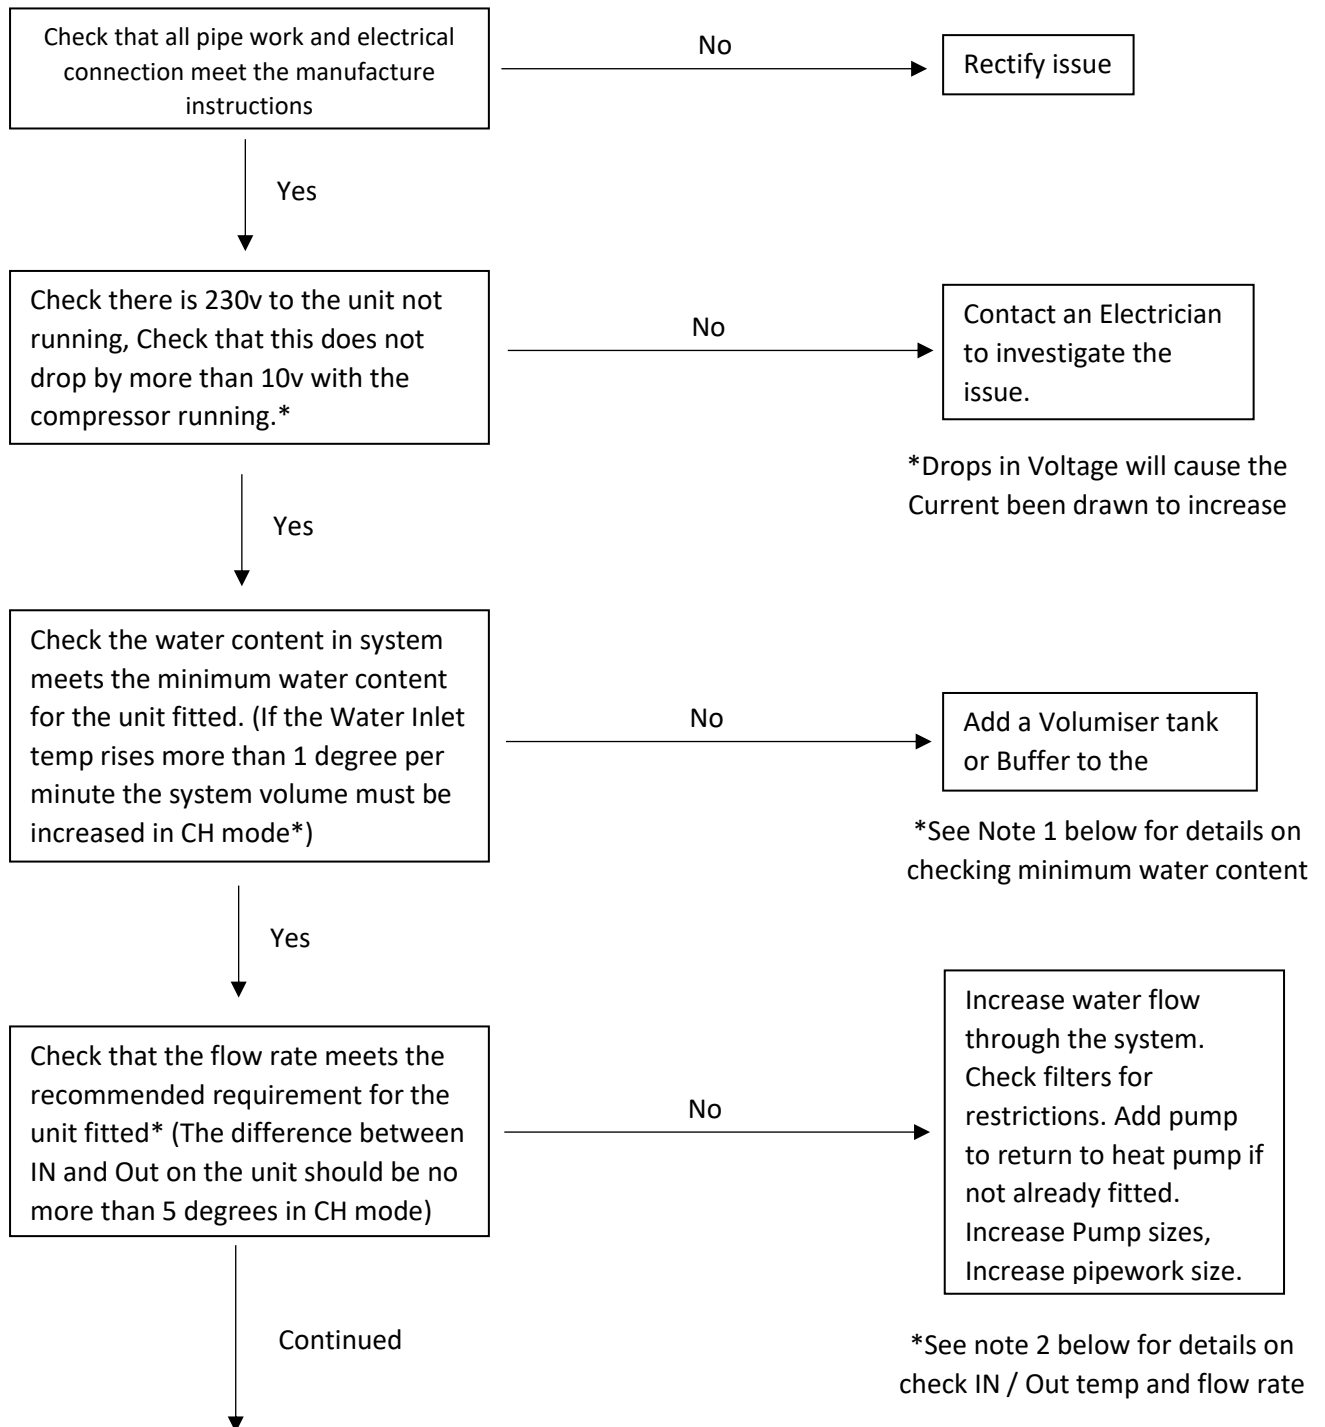 Check that all pipe work and electrical
connection meet the manufacture
instructions
No
Rectify issue
Yes
Check there is 230v to the unit not
running, Check that this does not
drop by more than 10v with the
compressor running.*
No
Contact an Electrician
to investigate the
issue.
*Drops in Voltage will cause the
Current been drawn to increase
Yes
Check the water content in system
meets the minimum water content
for the unit fitted. (If the Water Inlet
temp rises more than 1 degree per
minute the system volume must be
increased in CH mode*)
No
Add a Volumiser tank
or Buffer to the
*See Note 1 below for details on
checking minimum water content
Yes
Check that the flow rate meets the
recommended requirement for the
unit fitted* (The difference between
IN and Out on the unit should be no
more than 5 degrees in CH mode)
No
Increase water flow
through the system.
Check filters for
restrictions. Add pump
to return to heat pump if
not already fitted.
Increase Pump sizes,
Increase pipework size.
Continued
*See note 2 below for details on
check IN / Out temp and flow rate